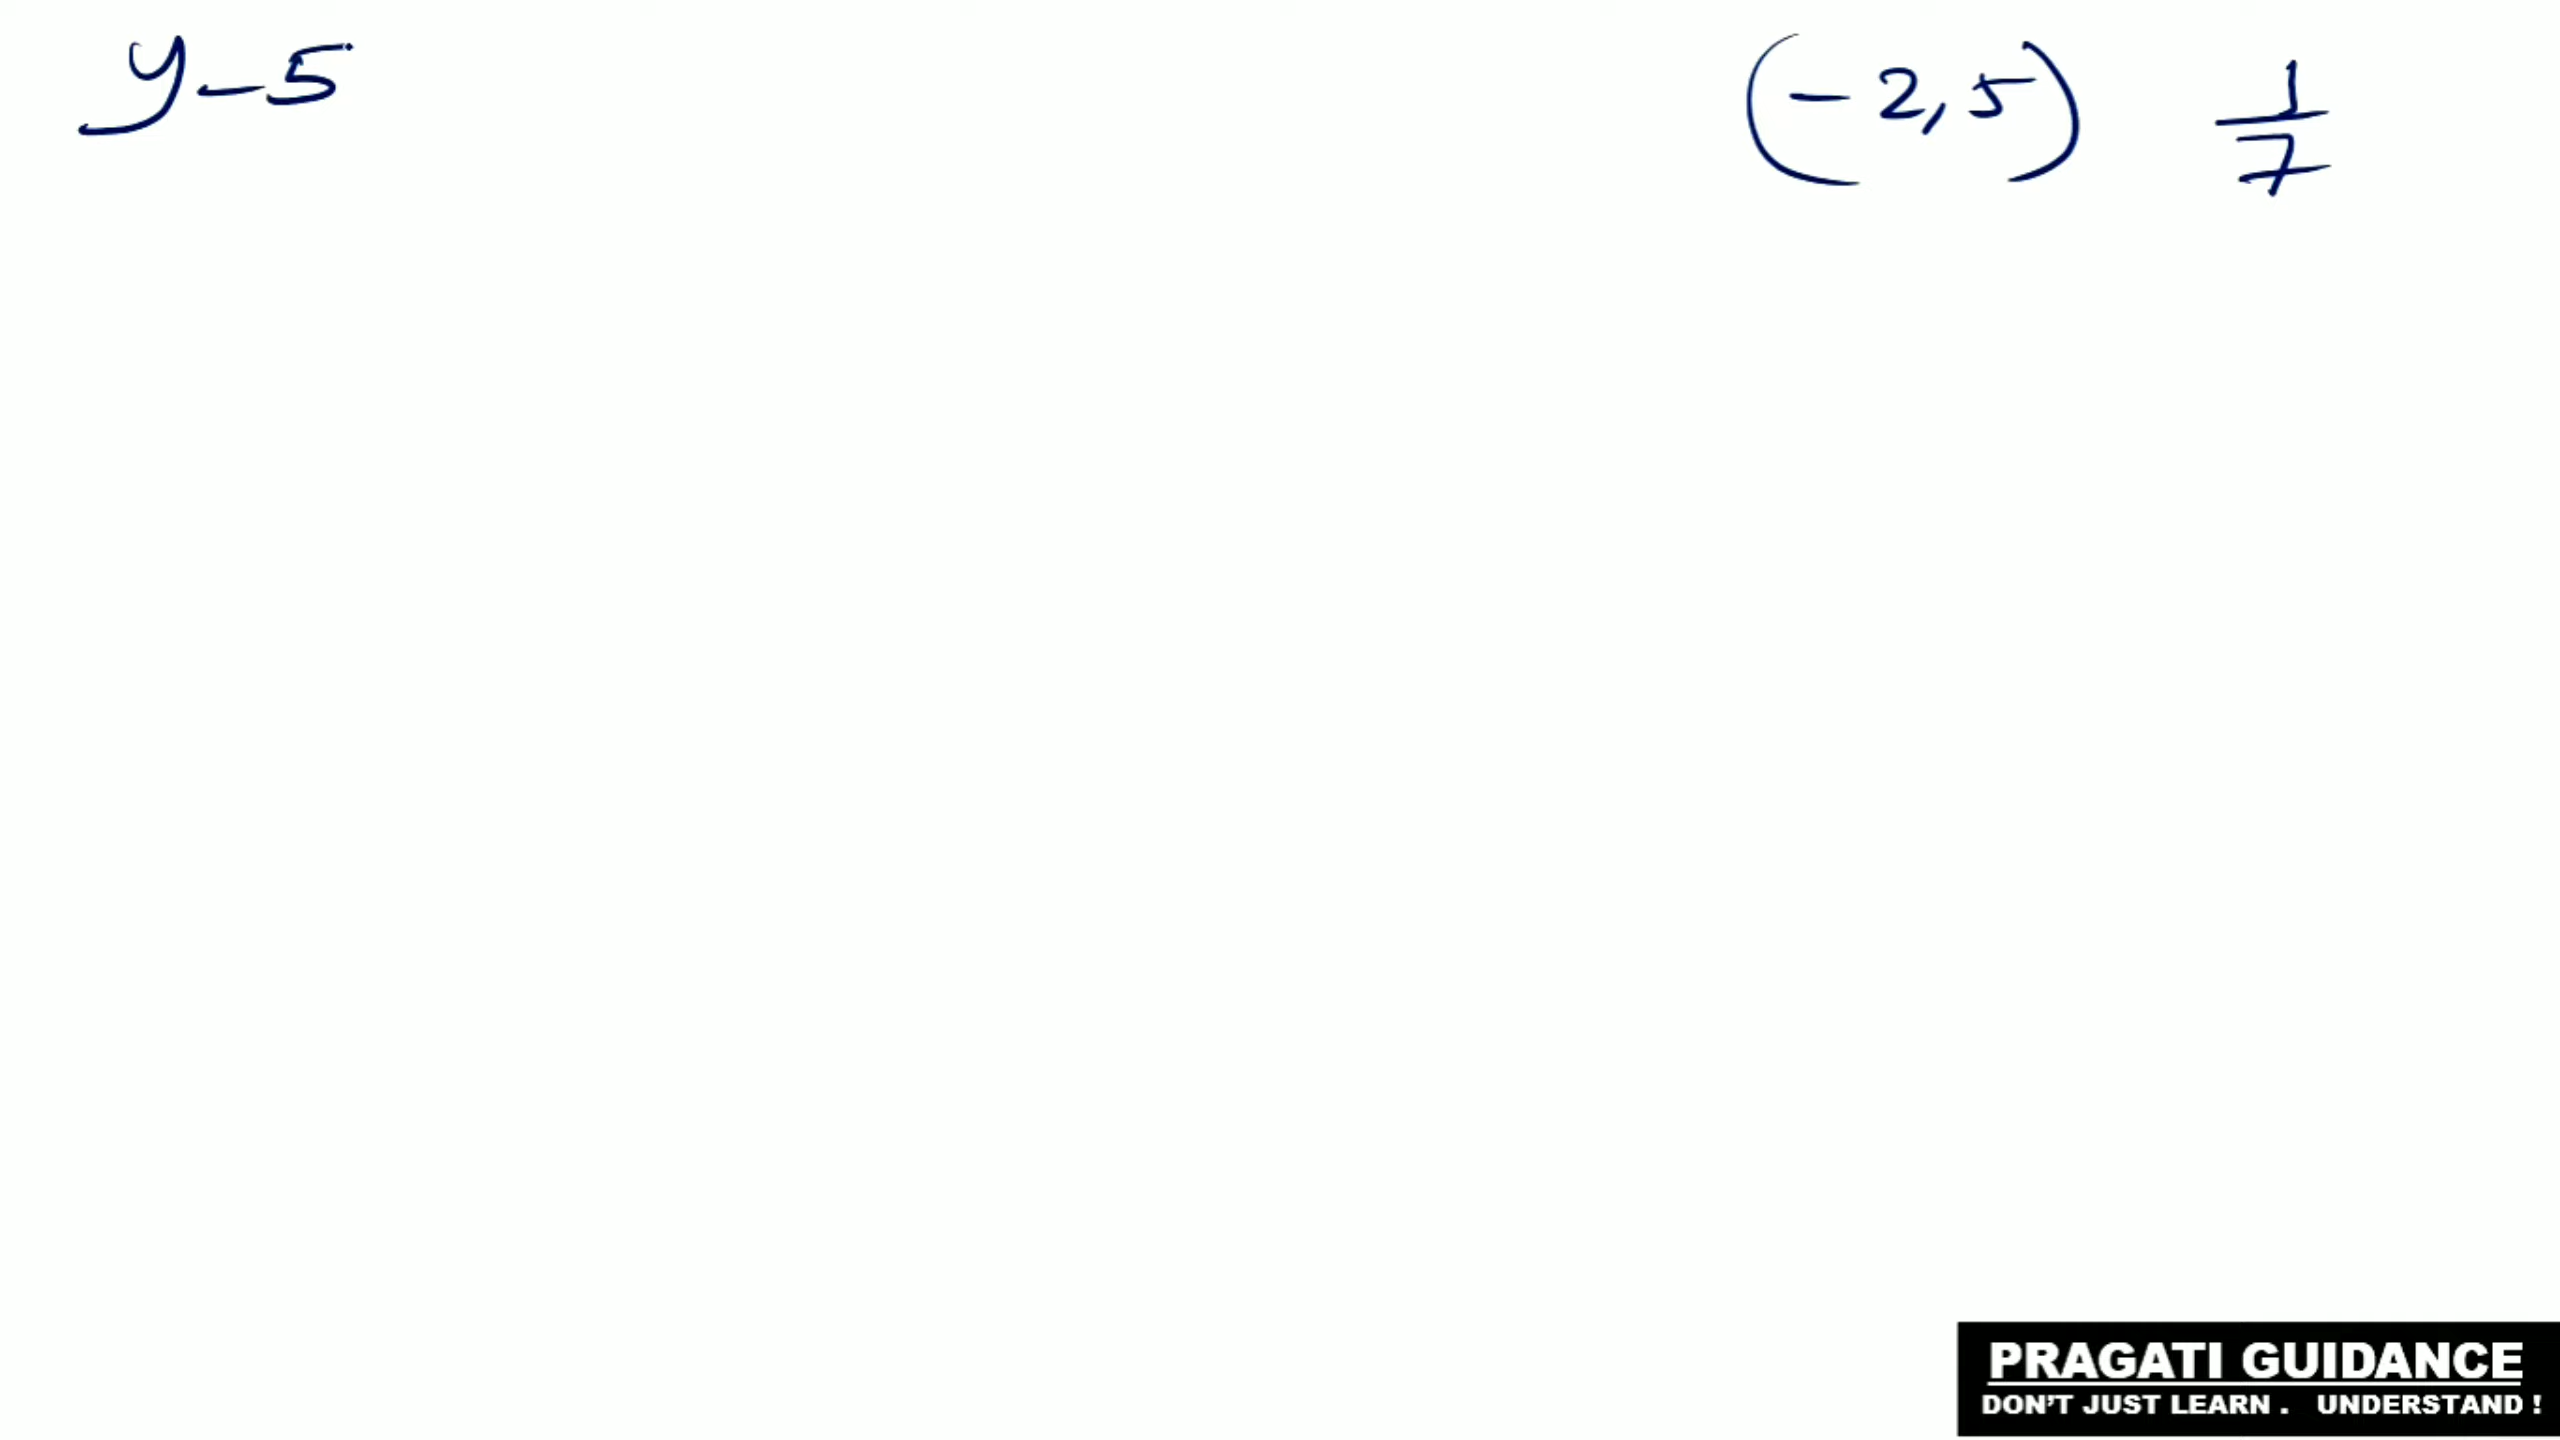 y-5
(-2,5) 1/7
PRAGATI GUIDANCE
DON'T JUST LEARN . UNDERSTAND !